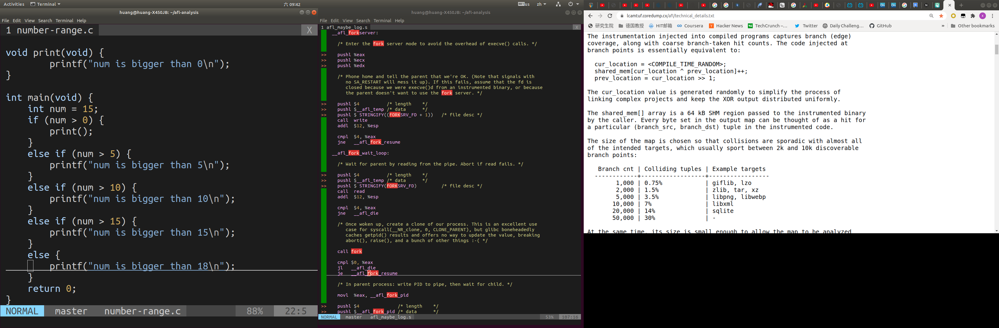 Activities
Terminal
六 09:42
us
zh
huang@huang-X450JB: ~/afl-analysis
File Edit View Search Terminal Help
1 number-range.c
X
void print(void) {
        printf("num is bigger than 0\n");
}
int main(void) {
    int num = 15;
    if (num > 0) {
        print();
    }
    else if (num > 5) {
        printf("num is bigger than 5\n");
    }
    else if (num > 10) {
        printf("num is bigger than 10\n");
    }
    else if (num > 15) {
        printf("num is bigger than 15\n");
    }
    else {
        printf("num is bigger than 18\n");
    }
    return 0;
}
NORMAL master number-range.c 88% 22:5
huang@huang-X450JB: ~/afl-analysis
File Edit View Search Terminal Help
1 afl_maybe_log.s
X
__afl_forkserver:
  /* Enter the fork server mode to avoid the overhead of execve() calls. */
>>  pushl %eax
>>  pushl %ecx
>>  pushl %edx
  /* Phone home and tell the parent that we're OK. (Note that signals with
     no SA_RESTART will mess it up). If this fails, assume that the fd is
     closed because we were execve()d from an instrumented binary, or because
     the parent doesn't want to use the fork server. */
>>  pushl $4          /* length    */
>>  pushl $__afl_temp /* data      */
>>  pushl $ STRINGIFY((FORKSRV_FD + 1))   /* file desc */
  call  write
  addl  $12, %esp
  cmpl  $4, %eax
  jne   __afl_fork_resume
__afl_fork_wait_loop:
  /* Wait for parent by reading from the pipe. Abort if read fails. */
>>  pushl $4          /* length    */
>>  pushl $__afl_temp /* data      */
>>  pushl $ STRINGIFY(FORKSRV_FD)         /* file desc */
  call  read
  addl  $12, %esp
  cmpl  $4, %eax
  jne   __afl_die
  /* Once woken up, create a clone of our process. This is an excellent use
     case for syscall(__NR_clone, 0, CLONE_PARENT), but glibc boneheadedly
     caches getpid() results and offers no way to update the value, breaking
     abort(), raise(), and a bunch of other things :-( */
  call fork
  cmpl $0, %eax
  jl   __afl_die
  je   __afl_fork_resume
  /* In parent process: write PID to pipe, then wait for child. */
  movl  %eax, __afl_fork_pid
>>  pushl $4              /* length    */
>>  pushl $__afl_fork_pid /* data      */
NORMAL master afl_maybe_log.s 53% 107:16
lcamtuf.coredump.cx/afl/technical_details.txt
研究生院 德国教授 HIT邮箱 Coursera Hacker News TechCrunch –... Twitter Daily Challeng... GitHub » Other bookmarks
The instrumentation injected into compiled programs captures branch (edge)
coverage, along with coarse branch-taken hit counts. The code injected at
branch points is essentially equivalent to:
  cur_location = <COMPILE_TIME_RANDOM>;
  shared_mem[cur_location ^ prev_location]++;
  prev_location = cur_location >> 1;
The cur_location value is generated randomly to simplify the process of
linking complex projects and keep the XOR output distributed uniformly.
The shared_mem[] array is a 64 kB SHM region passed to the instrumented binary
by the caller. Every byte set in the output map can be thought of as a hit for
a particular (branch_src, branch_dst) tuple in the instrumented code.
The size of the map is chosen so that collisions are sporadic with almost all
of the intended targets, which usually sport between 2k and 10k discoverable
branch points:
   Branch cnt | Colliding tuples | Example targets
  ------------+------------------+-----------------
        1,000 | 0.75%            | giflib, lzo
        2,000 | 1.5%             | zlib, tar, xz
        5,000 | 3.5%             | libpng, libwebp
       10,000 | 7%               | libxml
       20,000 | 14%              | sqlite
       50,000 | 30%              | -
At the same time, its size is small enough to allow the map to be analyzed